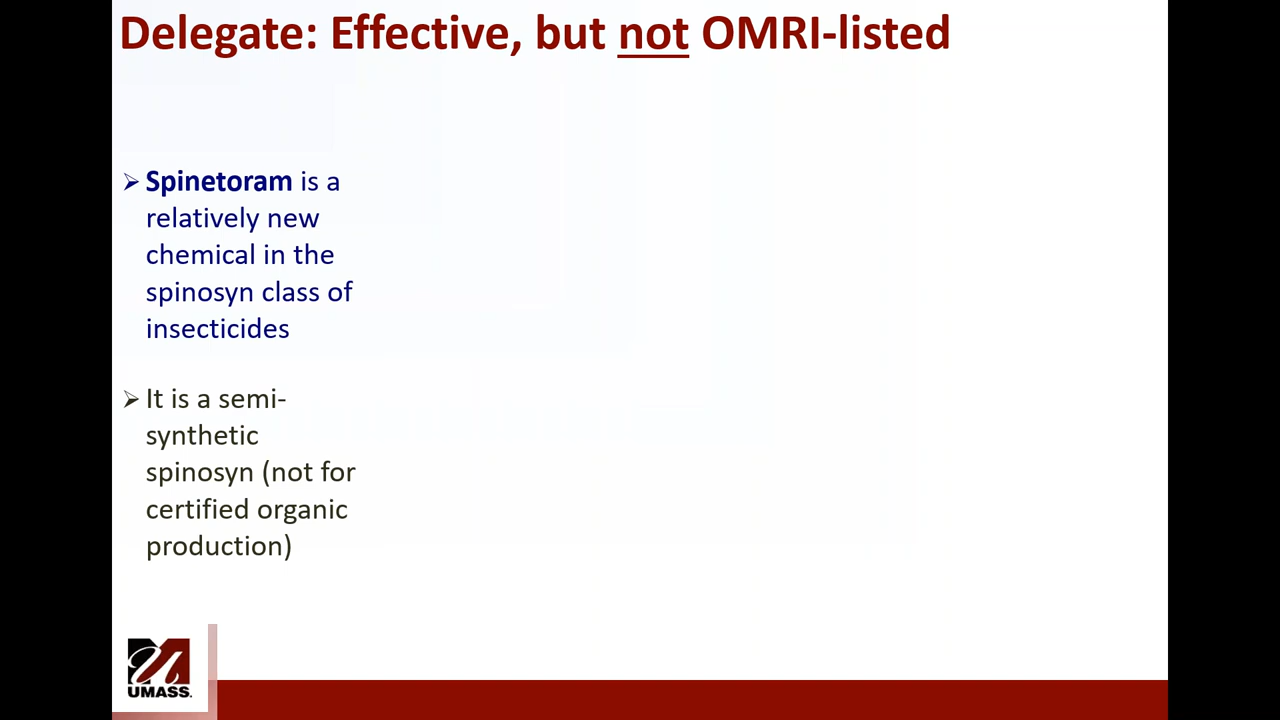 Delegate: Effective, but not OMRI-listed
➢ Spinetoram is a
relatively new
chemical in the
spinosyn class of
insecticides
➢ It is a semi-
synthetic
spinosyn (not for
certified organic
production)
UMASS.